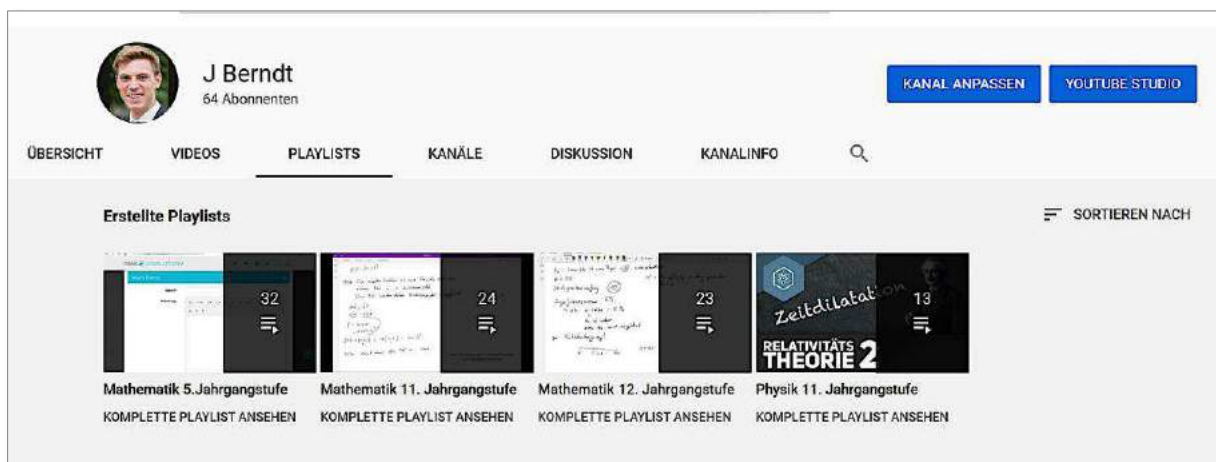 J Berndt
64 Abonnenten
KANAL ANPASSEN
YOUTUBE STUDIO
ÜBERSICHT VIDEOS PLAYLISTS KANÄLE DISKUSSION KANALINFO
Erstellte Playlists
SORTIEREN NACH
32
24
23
Zeitdilatation
13
RELATIVITÄTS
THEORIE 2
Mathematik 5.Jahrgangstufe
KOMPLETTE PLAYLIST ANSEHEN
Mathematik 11. Jahrgangstufe
KOMPLETTE PLAYLIST ANSEHEN
Mathematik 12. Jahrgangstufe
KOMPLETTE PLAYLIST ANSEHEN
Physik 11. Jahrgangstufe
KOMPLETTE PLAYLIST ANSEHEN